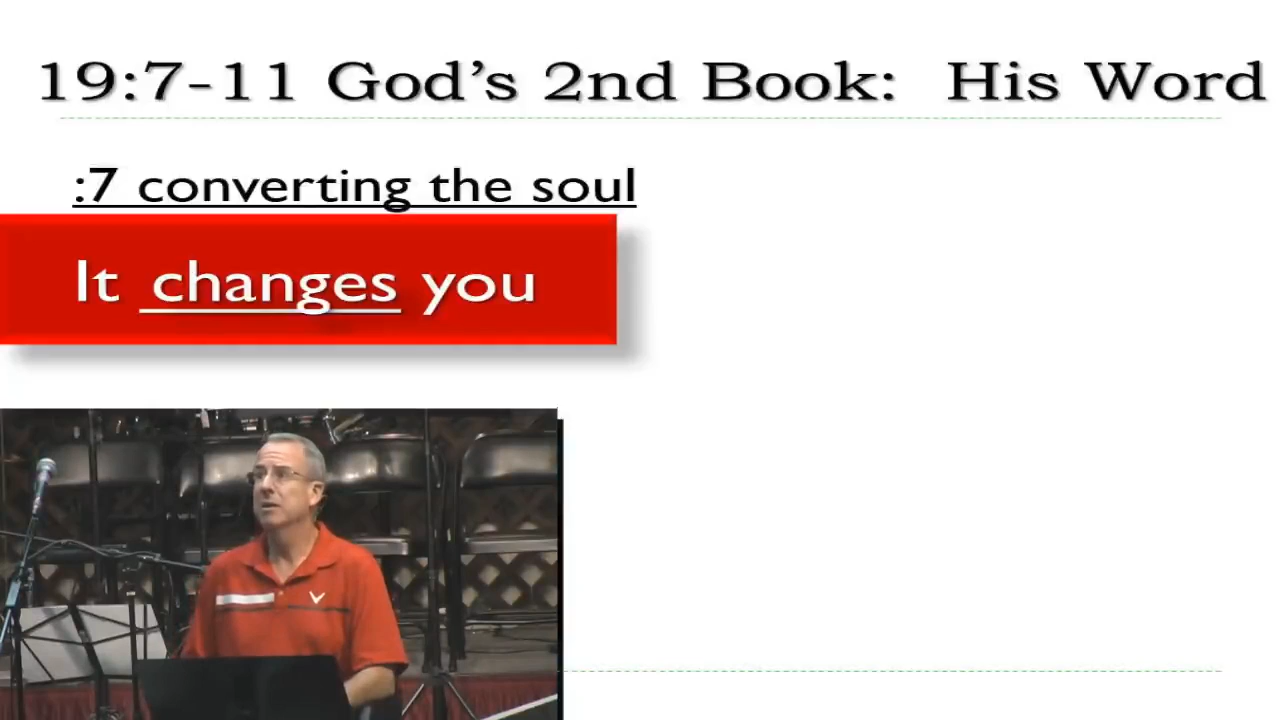 19:7-11 God’s 2nd Book: His Word
:7 converting the soul
It changes you